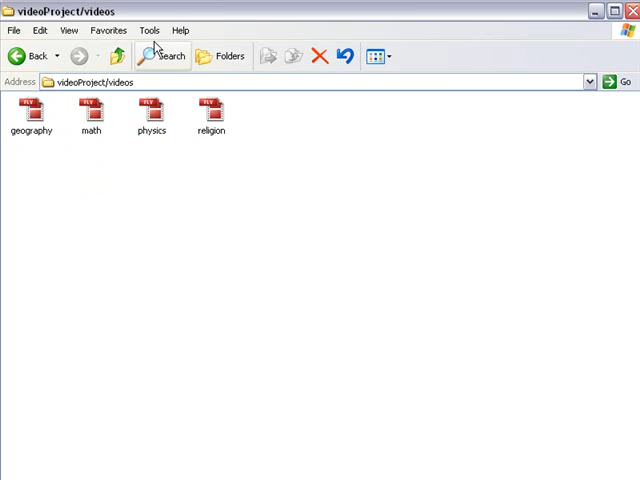 videoProject/videos
File Edit View Favorites Tools Help
Back Search Folders
Address videoProject/videos Go
FLV FLV FLV FLV
geography math physics religion